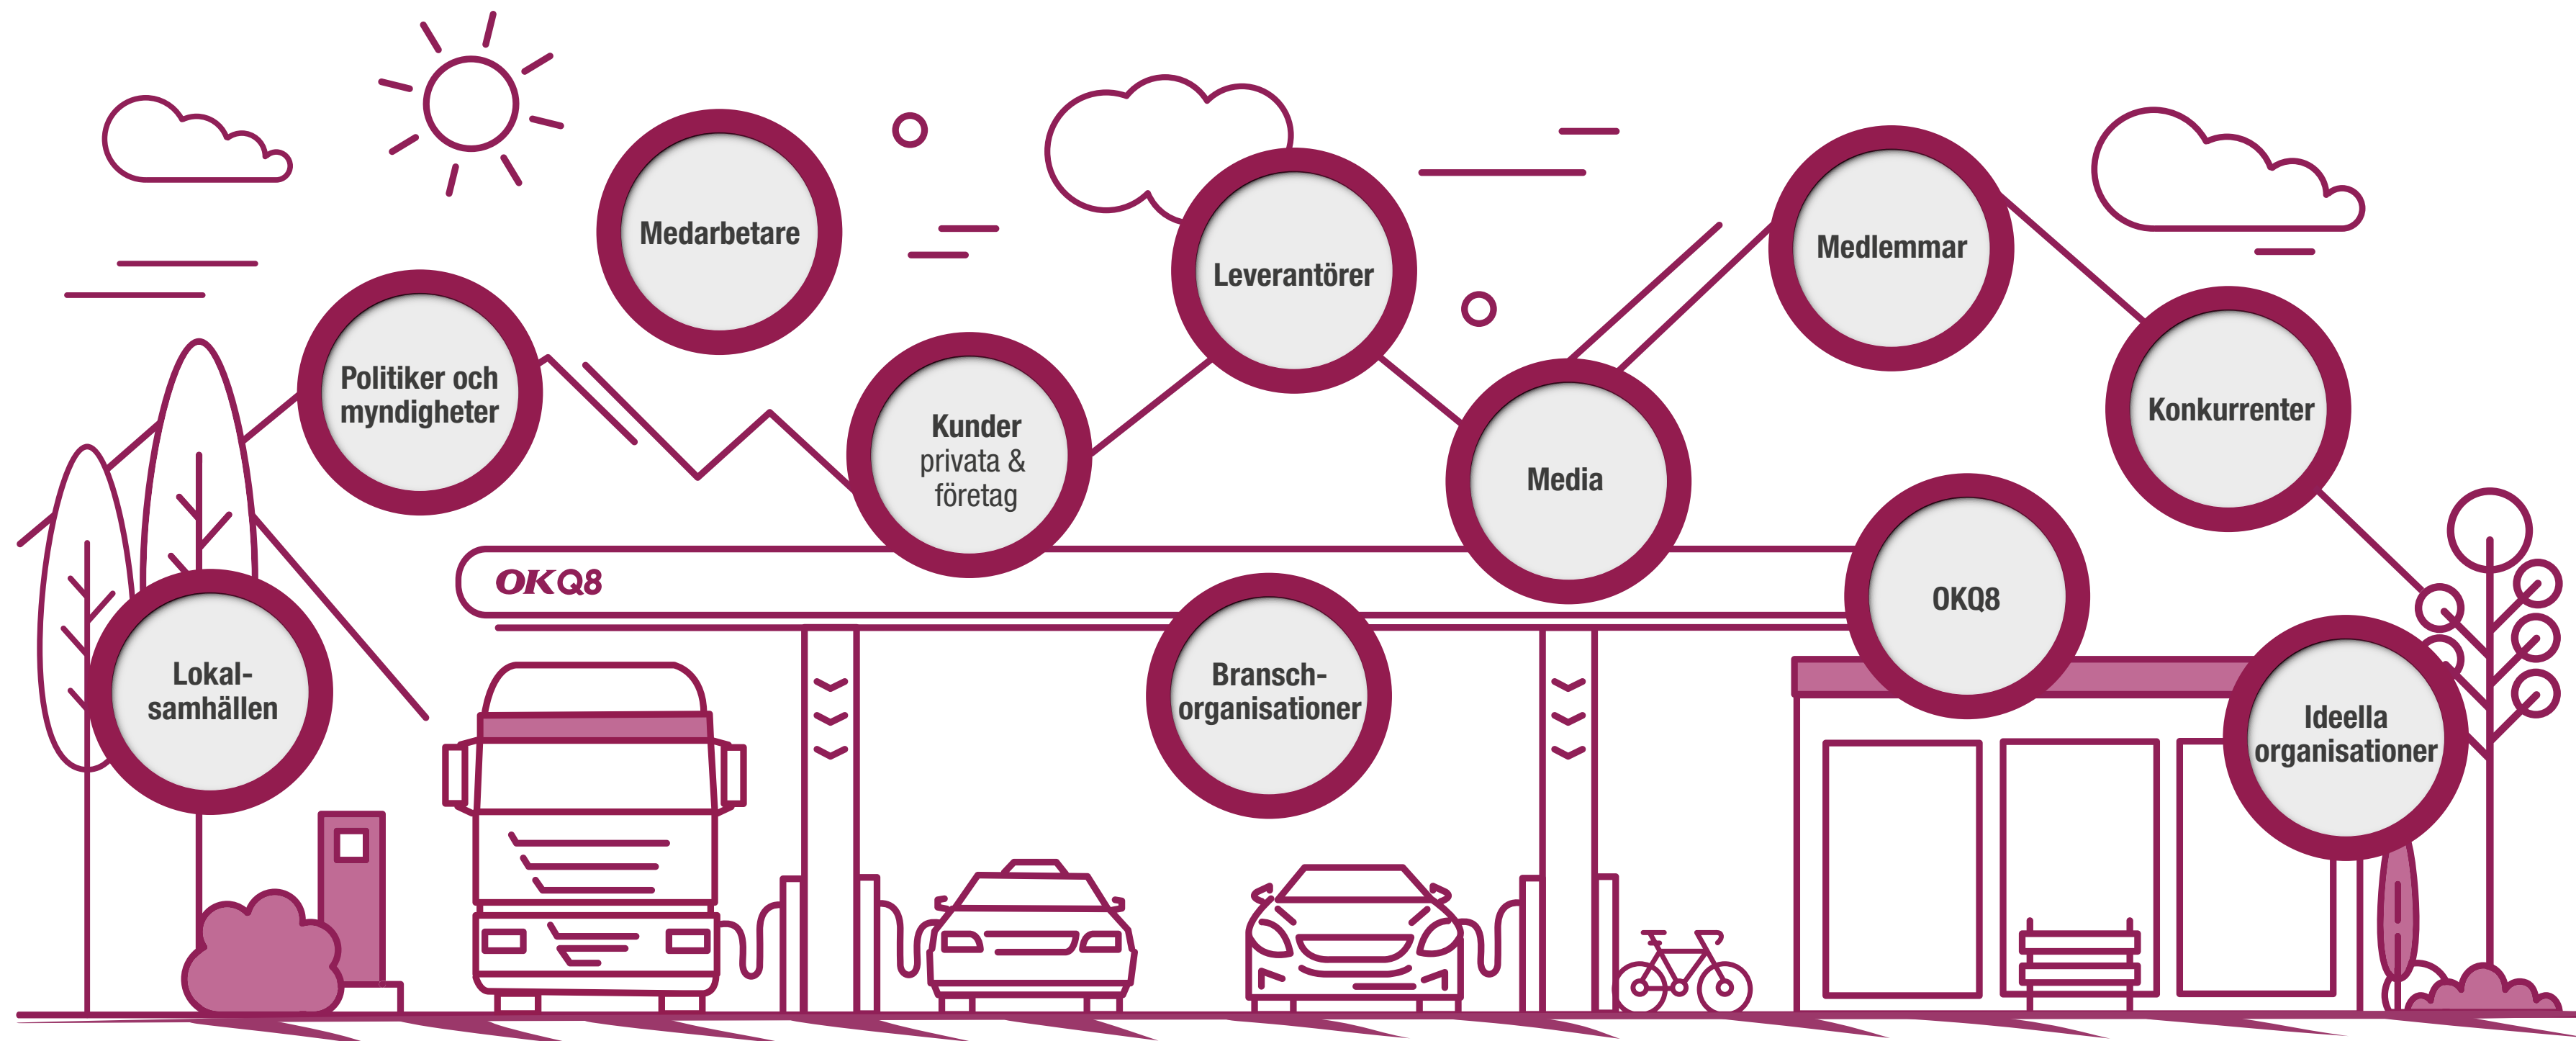 Medarbetare
Leverantörer
Medlemmar
Politiker och
myndigheter
Kunder
privata &
företag
Media
Konkurrenter
OKQ8
OKQ8
Lokal-
samhällen
Bransch-
organisationer
Ideella
organisationer